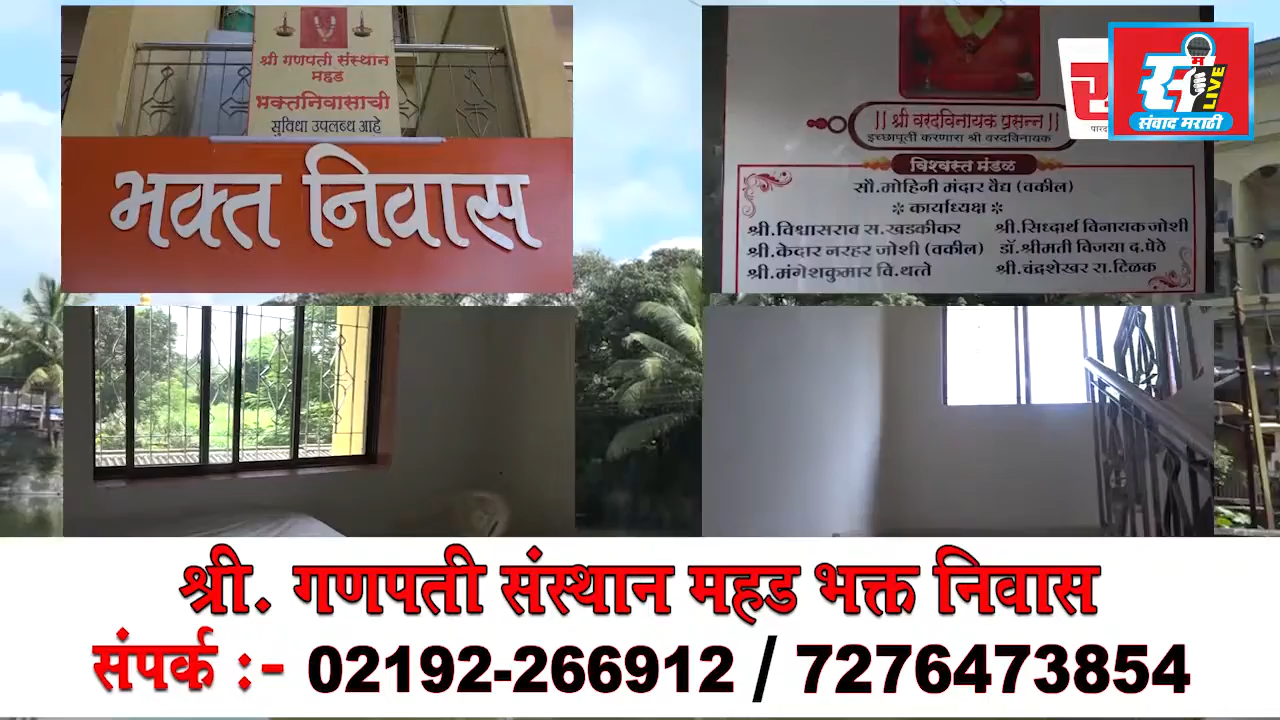 श्री गणपती संस्थान
महड
भक्तनिवासाची
सुविधा उपलब्ध आहे
भक्त निवास
|| श्री वरदविनायक प्रसन्न ||
इच्छापूर्ती करणारा श्री वरदविनायक
विश्वस्त मंडळ
सौ.मोहिनी मंदार वैद्य (वकील)
* कार्याध्यक्ष *
श्री.विश्वासराव स.खडकीकर श्री.सिध्दार्थ विनायक जोशी
श्री.केदार नरहर जोशी (वकील) डॉ.श्रीमती विजया द.पेठे
श्री.मंगेशकुमार वि.थत्ते श्री.चंद्रशेखर रा.टिळक
सम
LIVE
संवाद मराठी
श्री. गणपती संस्थान महड भक्त निवास
संपर्क :- 02192-266912 / 7276473854